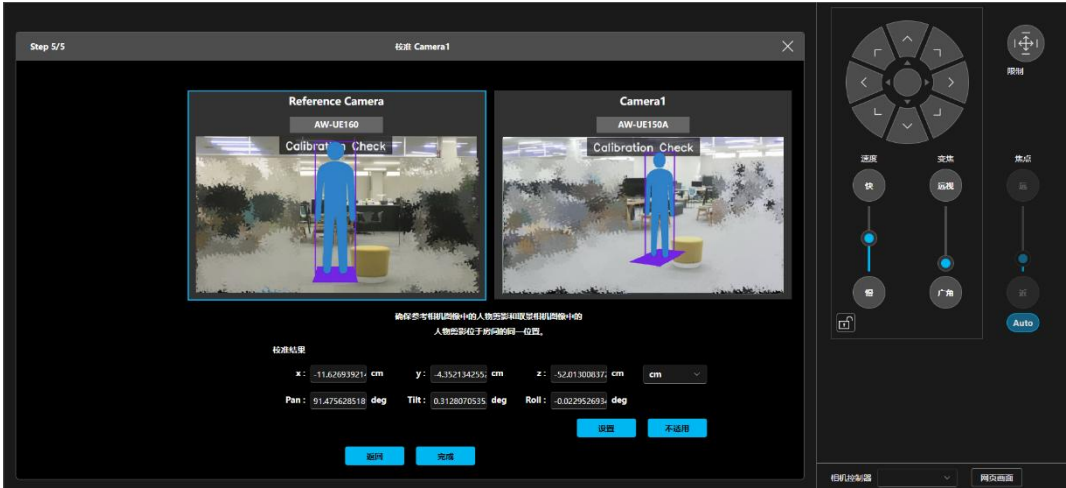 Step 5/5
校准 Camera1
Reference Camera
AW-UE160
Calibration Check
Camera1
AW-UE150A
Calibration Check
确保参考相机图像中的人物剪影和取景相机图像中的
人物剪影位于房间的同一位置。
校准结果
x : -11.62693921 cm y : -4.352134255 cm z : -52.01300837 cm cm
Pan : 91.475628518 deg Tilt : 0.3128070535 deg Roll : -0.022952693 deg
设置 不适用
返回 完成
限制
速度 变焦 焦点
快 远视 远
慢 广角 近
Auto
相机控制器 网页画面